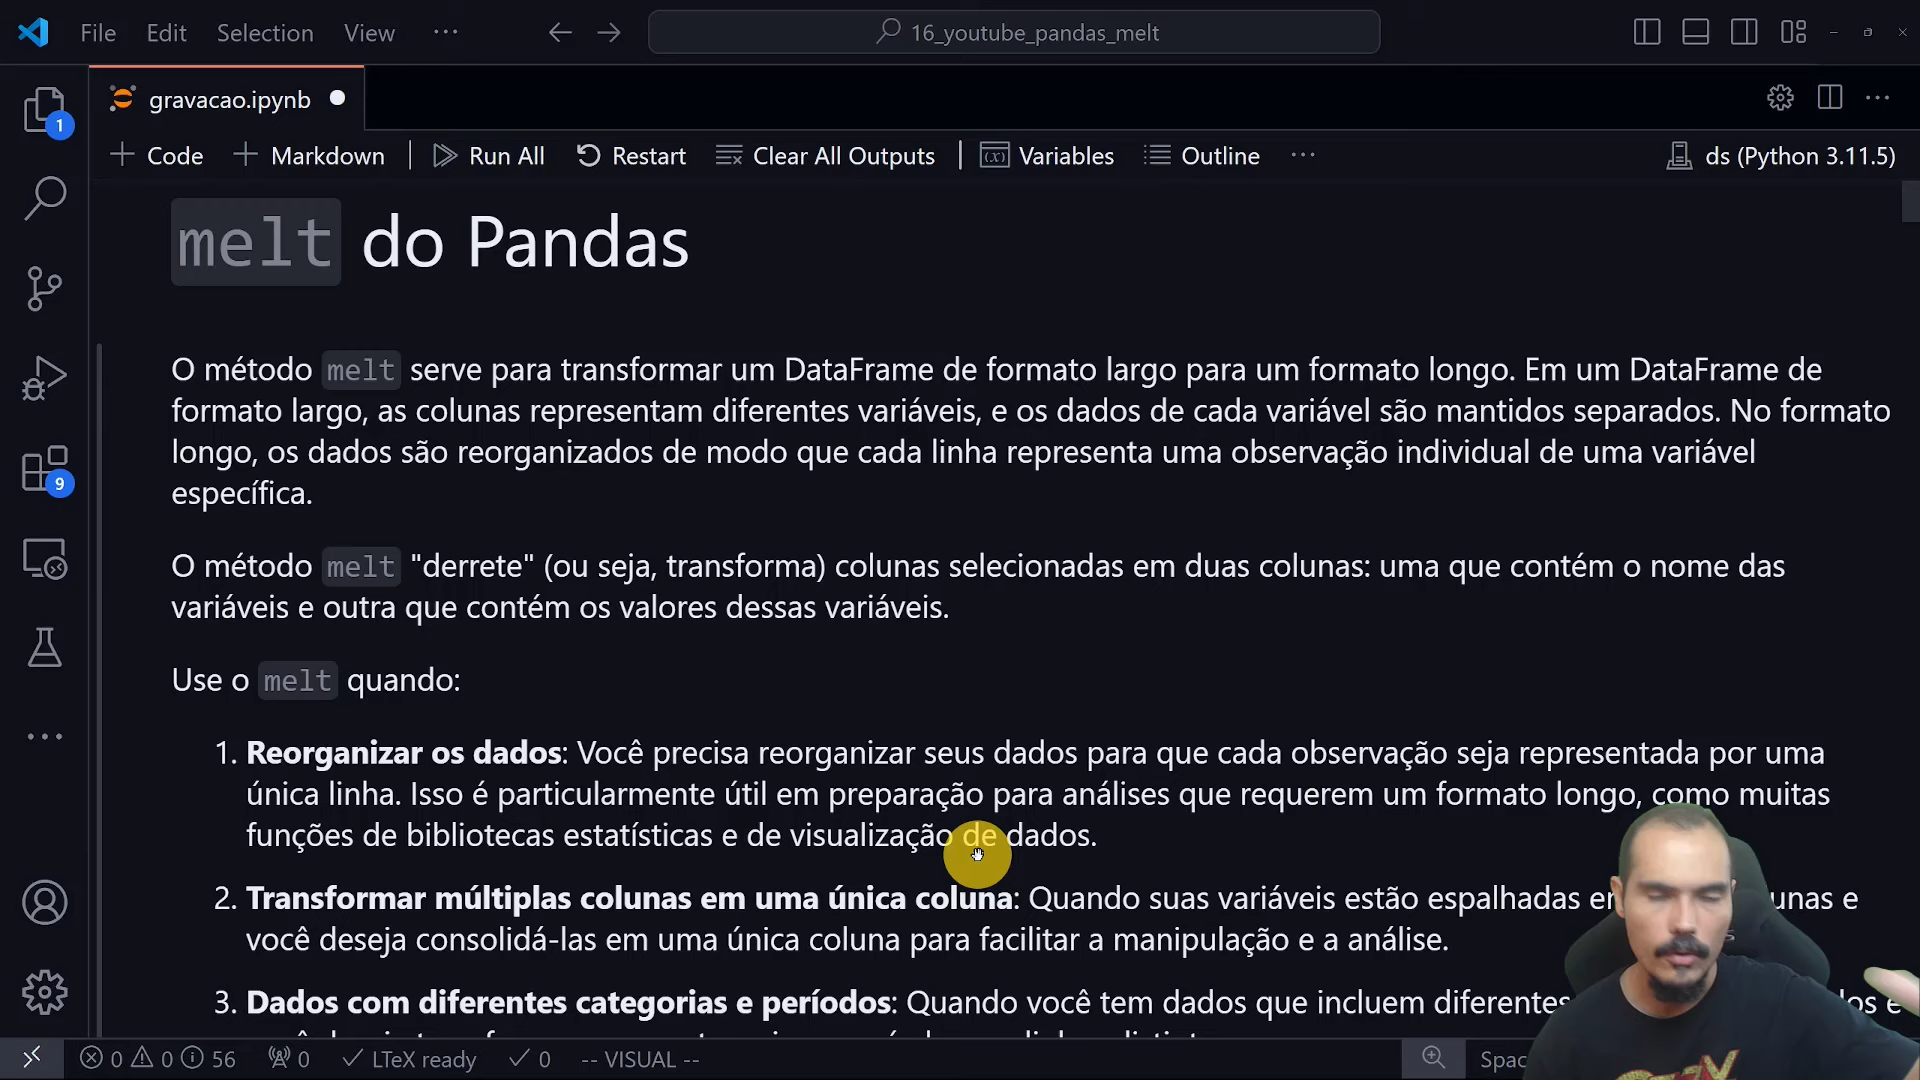 File Edit Selection View ··· 16_youtube_pandas_melt
gravacao.ipynb
+ Code + Markdown | Run All Restart Clear All Outputs | (x) Variables Outline ··· ds (Python 3.11.5)
1
9
melt do Pandas
O método melt serve para transformar um DataFrame de formato largo para um formato longo. Em um DataFrame de
formato largo, as colunas representam diferentes variáveis, e os dados de cada variável são mantidos separados. No formato
longo, os dados são reorganizados de modo que cada linha representa uma observação individual de uma variável
específica.
O método melt "derrete" (ou seja, transforma) colunas selecionadas em duas colunas: uma que contém o nome das
variáveis e outra que contém os valores dessas variáveis.
Use o melt quando:
1. Reorganizar os dados: Você precisa reorganizar seus dados para que cada observação seja representada por uma
única linha. Isso é particularmente útil em preparação para análises que requerem um formato longo, como muitas
funções de bibliotecas estatísticas e de visualização de dados.
2. Transformar múltiplas colunas em uma única coluna: Quando suas variáveis estão espalhadas unas e
você deseja consolidá-las em uma única coluna para facilitar a manipulação e a análise.
3. Dados com diferentes categorias e períodos: Quando você tem dados que incluem diferentes
0 0 56 0 LTeX ready 0 -- VISUAL -- Spac